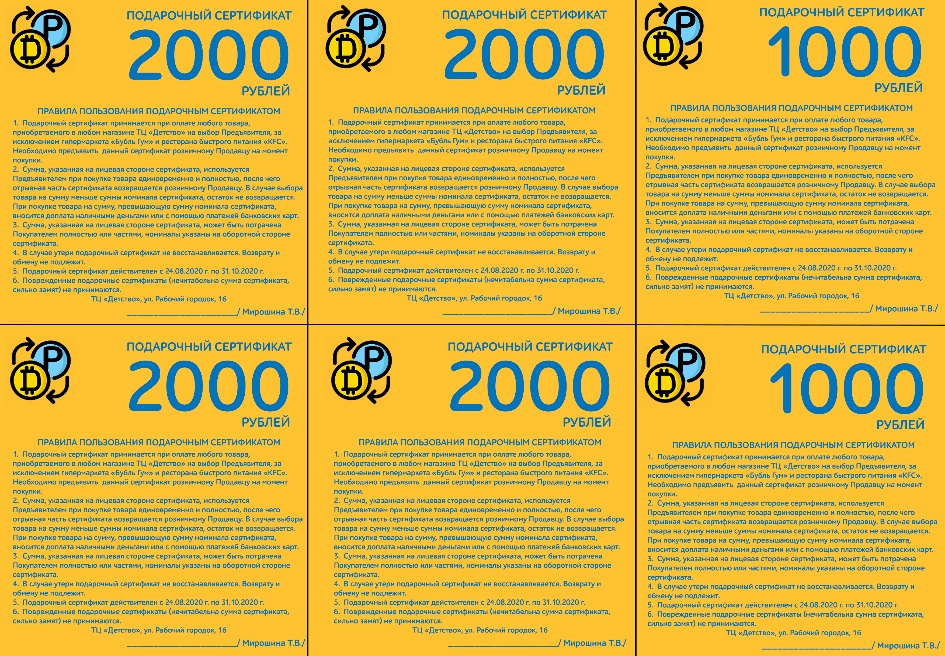 P
D
ПОДАРОЧНЫЙ СЕРТИФИКАТ
2000
РУБЛЕЙ
ПРАВИЛА ПОЛЬЗОВАНИЯ ПОДАРОЧНЫМ СЕРТИФИКАТОМ
1. Подарочный сертификат принимается при оплате любого товара,
приобретаемого в любом магазине ТЦ «Детство» на выбор Предъявителя, за
исключением гипермаркета «Бубль Гум» и ресторана быстрого питания «KFC».
Необходимо предъявить данный сертификат розничному Продавцу на момент
покупки.
2. Сумма, указанная на лицевая стороне сертификата, используется
Предъявителем при покупке товара единовременно и полностью, после чего
отрывная часть сертификата возвращается розничному Продавцу. В случае выбора
товара на сумму меньше суммы номинала сертификата, остаток не возвращается.
При покупке товара, превышающую сумму номинала сертификата,
вносится доплата наличными деньгами или с помощью платежей банковских карт.
3. Сумма, указанная на лицевая стороне, может быть потрачена
Покупателем полностью или частями, номиналы указаны на оборотной стороне
сертификата.
4. В случае утери подарочный сертификат не восстанавливается. Возврату и
обмену не подлежит.
5. Подарочный сертификат действителен с 24.08.2020 г. по 31.10.2020 г.
6. Поврежденные подарочные сертификаты (нечитабельна сумма сертификата,
сильно замят) не принимаются.
ТЦ «Детство», ул. Рабочий городок, 16
____________________/ Мирошина Т.В./
P
D
ПОДАРОЧНЫЙ СЕРТИФИКАТ
2000
РУБЛЕЙ
ПРАВИЛА ПОЛЬЗОВАНИЯ ПОДАРОЧНЫМ СЕРТИФИКАТОМ
1. Подарочный сертификат принимается при оплате любого товара,
приобретаемого в любом магазине ТЦ «Детство» на выбор Предъявителя, за
исключением гипермаркета «Бубль Гум» и ресторана быстрого питания «KFC».
Необходимо предъявить данный сертификат розничному Продавцу на момент
покупки.
2. Сумма, указанная на лицевая стороне сертификата, используется
Предъявителем при покупке товара единовременно и полностью, после чего
отрывная часть сертификата возвращается розничному Продавцу. В случае выбора
товара на сумму меньше суммы номинала сертификата, остаток не возвращается.
При покупке товара, превышающую сумму номинала сертификата,
вносится доплата наличными деньгами или с помощью платежей банковских карт.
3. Сумма, указанная на лицевая стороне, может быть потрачена
Покупателем полностью или частями, номиналы указаны на оборотной стороне
сертификата.
4. В случае утери подарочный сертификат не восстанавливается. Возврату и
обмену не подлежит.
5. Подарочный сертификат действителен с 24.08.2020 г. по 31.10.2020 г.
6. Поврежденные подарочные сертификаты (нечитабельна сумма сертификата,
сильно замят) не принимаются.
ТЦ «Детство», ул. Рабочий городок, 16
____________________/ Мирошина Т.В./
P
D
ПОДАРОЧНЫЙ СЕРТИФИКАТ
1000
РУБЛЕЙ
ПРАВИЛА ПОЛЬЗОВАНИЯ ПОДАРОЧНЫМ СЕРТИФИКАТОМ
1. Подарочный сертификат принимается при оплате любого товара,
приобретаемого в любом магазине ТЦ «Детство» на выбор Предъявителя, за
исключением гипермаркета «Бубль Гум» и ресторана быстрого питания «KFC».
Необходимо предъявить данный сертификат розничному Продавцу на момент
покупки.
2. Сумма, указанная на лицевая стороне сертификата, используется
Предъявителем при покупке товара единовременно и полностью, после чего
отрывная часть сертификата возвращается розничному Продавцу. В случае выбора
товара на сумму меньше суммы номинала сертификата, остаток не возвращается.
При покупке товара, превышающую сумму номинала сертификата,
вносится доплата наличными деньгами или с помощью платежей банковских карт.
3. Сумма, указанная на лицевая стороне, может быть потрачена
Покупателем полностью или частями, номиналы указаны на оборотной стороне
сертификата.
4. В случае утери подарочный сертификат не восстанавливается. Возврату и
обмену не подлежит.
5. Подарочный сертификат действителен с 24.08.2020 г. по 31.10.2020 г.
6. Поврежденные подарочные сертификаты (нечитабельна сумма сертификата,
сильно замят) не принимаются.
ТЦ «Детство», ул. Рабочий городок, 16
____________________/ Мирошина Т.В./
P
D
ПОДАРОЧНЫЙ СЕРТИФИКАТ
2000
РУБЛЕЙ
ПРАВИЛА ПОЛЬЗОВАНИЯ ПОДАРОЧНЫМ СЕРТИФИКАТОМ
1. Подарочный сертификат принимается при оплате любого товара,
приобретаемого в любом магазине ТЦ «Детство» на выбор Предъявителя, за
исключением гипермаркета «Бубль Гум» и ресторана быстрого питания «KFC».
Необходимо предъявить данный сертификат розничному Продавцу на момент
покупки.
2. Сумма, указанная на лицевая стороне сертификата, используется
Предъявителем при покупке товара единовременно и полностью, после чего
отрывная часть сертификата возвращается розничному Продавцу. В случае выбора
товара на сумму меньше суммы номинала сертификата, остаток не возвращается.
При покупке товара, превышающую сумму номинала сертификата,
вносится доплата наличными деньгами или с помощью платежей банковских карт.
3. Сумма, указанная на лицевая стороне, может быть потрачена
Покупателем полностью или частями, номиналы указаны на оборотной стороне
сертификата.
4. В случае утери подарочный сертификат не восстанавливается. Возврату и
обмену не подлежит.
5. Подарочный сертификат действителен с 24.08.2020 г. по 31.10.2020 г.
6. Поврежденные подарочные сертификаты (нечитабельна сумма сертификата,
сильно замят) не принимаются.
ТЦ «Детство», ул. Рабочий городок, 16
____________________/ Мирошина Т.В./
P
D
ПОДАРОЧНЫЙ СЕРТИФИКАТ
2000
РУБЛЕЙ
ПРАВИЛА ПОЛЬЗОВАНИЯ ПОДАРОЧНЫМ СЕРТИФИКАТОМ
1. Подарочный сертификат принимается при оплате любого товара,
приобретаемого в любом магазине ТЦ «Детство» на выбор Предъявителя, за
исключением гипермаркета «Бубль Гум» и ресторана быстрого питания «KFC».
Необходимо предъявить данный сертификат розничному Продавцу на момент
покупки.
2. Сумма, указанная на лицевая стороне сертификата, используется
Предъявителем при покупке товара единовременно и полностью, после чего
отрывная часть сертификата возвращается розничному Продавцу. В случае выбора
товара на сумму меньше суммы номинала сертификата, остаток не возвращается.
При покупке товара, превышающую сумму номинала сертификата,
вносится доплата наличными деньгами или с помощью платежей банковских карт.
3. Сумма, указанная на лицевая стороне, может быть потрачена
Покупателем полностью или частями, номиналы указаны на оборотной стороне
сертификата.
4. В случае утери подарочный сертификат не восстанавливается. Возврату и
обмену не подлежит.
5. Подарочный сертификат действителен с 24.08.2020 г. по 31.10.2020 г.
6. Поврежденные подарочные сертификаты (нечитабельна сумма сертификата,
сильно замят) не принимаются.
ТЦ «Детство», ул. Рабочий городок, 16
____________________/ Мирошина Т.В./
P
D
ПОДАРОЧНЫЙ СЕРТИФИКАТ
1000
РУБЛЕЙ
ПРАВИЛА ПОЛЬЗОВАНИЯ ПОДАРОЧНЫМ СЕРТИФИКАТОМ
1. Подарочный сертификат принимается при оплате любого товара,
приобретаемого в любом магазине ТЦ «Детство» на выбор Предъявителя, за
исключением гипермаркета «Бубль Гум» и ресторана быстрого питания «KFC».
Необходимо предъявить данный сертификат розничному Продавцу на момент
покупки.
2. Сумма, указанная на лицевая стороне сертификата, используется
Предъявителем при покупке товара единовременно и полностью, после чего
отрывная часть сертификата возвращается розничному Продавцу. В случае выбора
товара на сумму меньше суммы номинала сертификата, остаток не возвращается.
При покупке товара, превышающую сумму номинала сертификата,
вносится доплата наличными деньгами или с помощью платежей банковских карт.
3. Сумма, указанная на лицевая стороне, может быть потрачена
Покупателем полностью или частями, номиналы указаны на оборотной стороне
сертификата.
4. В случае утери подарочный сертификат не восстанавливается. Возврату и
обмену не подлежит.
5. Подарочный сертификат действителен с 24.08.2020 г. по 31.10.2020 г.
6. Поврежденные подарочные сертификаты (нечитабельна сумма сертификата,
сильно замят) не принимаются.
ТЦ «Детство», ул. Рабочий городок, 16
____________________/ Мирошина Т.В./